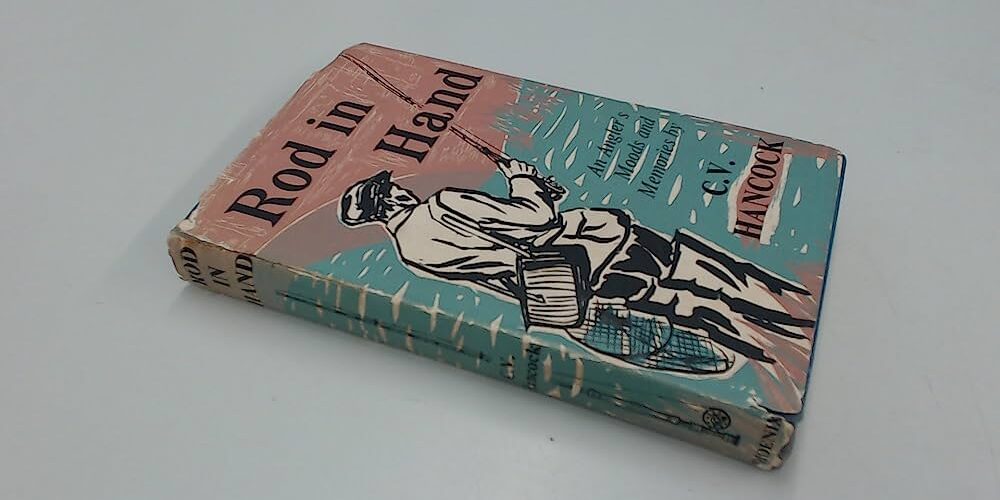 Rod in
Hand
An Angler's
Moods and
Memories by
C.V.
HANCOCK
ROD
IN
HAND
C.V.
Hancock
PHOENIX